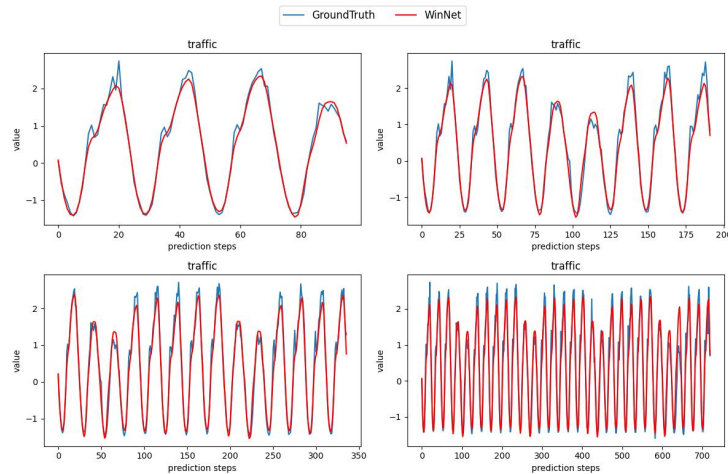 GroundTruth WinNet
traffic
value
2
1
0
−1
0 20 40 60 80
prediction steps
traffic
value
2
1
0
−1
0 25 50 75 100 125 150 175 200
prediction steps
traffic
value
2
1
0
−1
0 50 100 150 200 250 300 350
prediction steps
traffic
value
2
1
0
−1
0 100 200 300 400 500 600 700
prediction steps